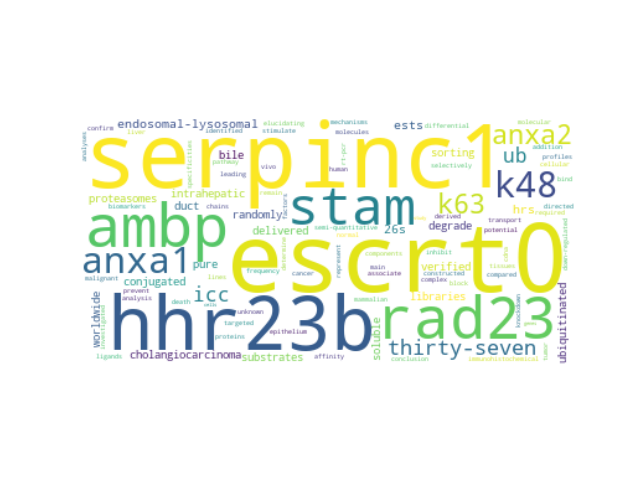 endosomal-lysosomal
elucidating
mechanisms
ests
differential
molecular
confirm
liver
identified
stimulate
molecules
anxa2
serpinc1
analyses
specificities
bile
pathway
leading
vivo
rt-pcr
human
sorting
selectively
ub
addition
cellular
profiles
bind
proteasomes
intrahepatic
biomarkers
duct
chains
remain
factors
stam
k63
k48
hrs
required
directed
randomly
derived
transport
potential
ambp
delivered
semi-quantitative
normal
26s
degrade
escrt0
down-regulated
anxa1
pure
determine
represent
components
main
associate
verified
inhibit
tissues
compared
malignant
conjugated
lines
frequency
cancer
mammalian
constructed
block
libraries
worldwide
investigated
prevent
analysis
death
icc
cells
unknown
targeted
proteins
epithelium
hhr23b
rad23
complex
knockdown
ubiquitinated
soluble
thirty-seven
ligands
cholangiocarcinoma
substrates
affinity
conclusion
immunohistochemical
tumor